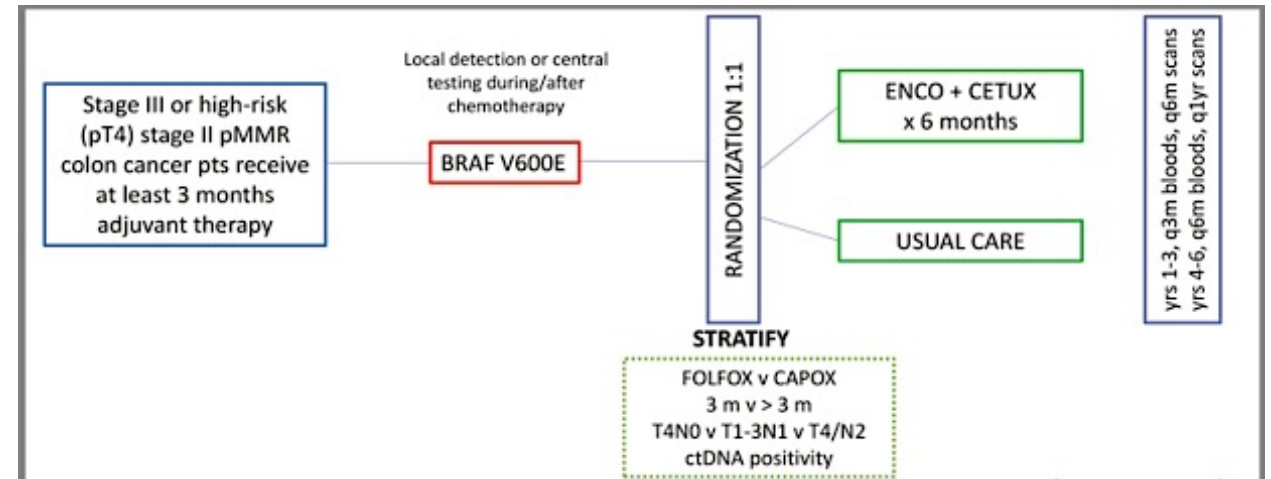 Stage III or high-risk
(pT4) stage II pMMR
colon cancer pts receive
at least 3 months
adjuvant therapy
Local detection or central
testing during/after
chemotherapy
BRAF V600E
RANDOMIZATION 1:1
STRATIFY
FOLFOX v CAPOX
3 m v > 3 m
T4N0 v T1-3N1 v T4/N2
ctDNA positivity
ENCO + CETUX
x 6 months
USUAL CARE
yrs 1-3, q3m bloods, q6m scans
yrs 4-6, q6m bloods, q1yr scans